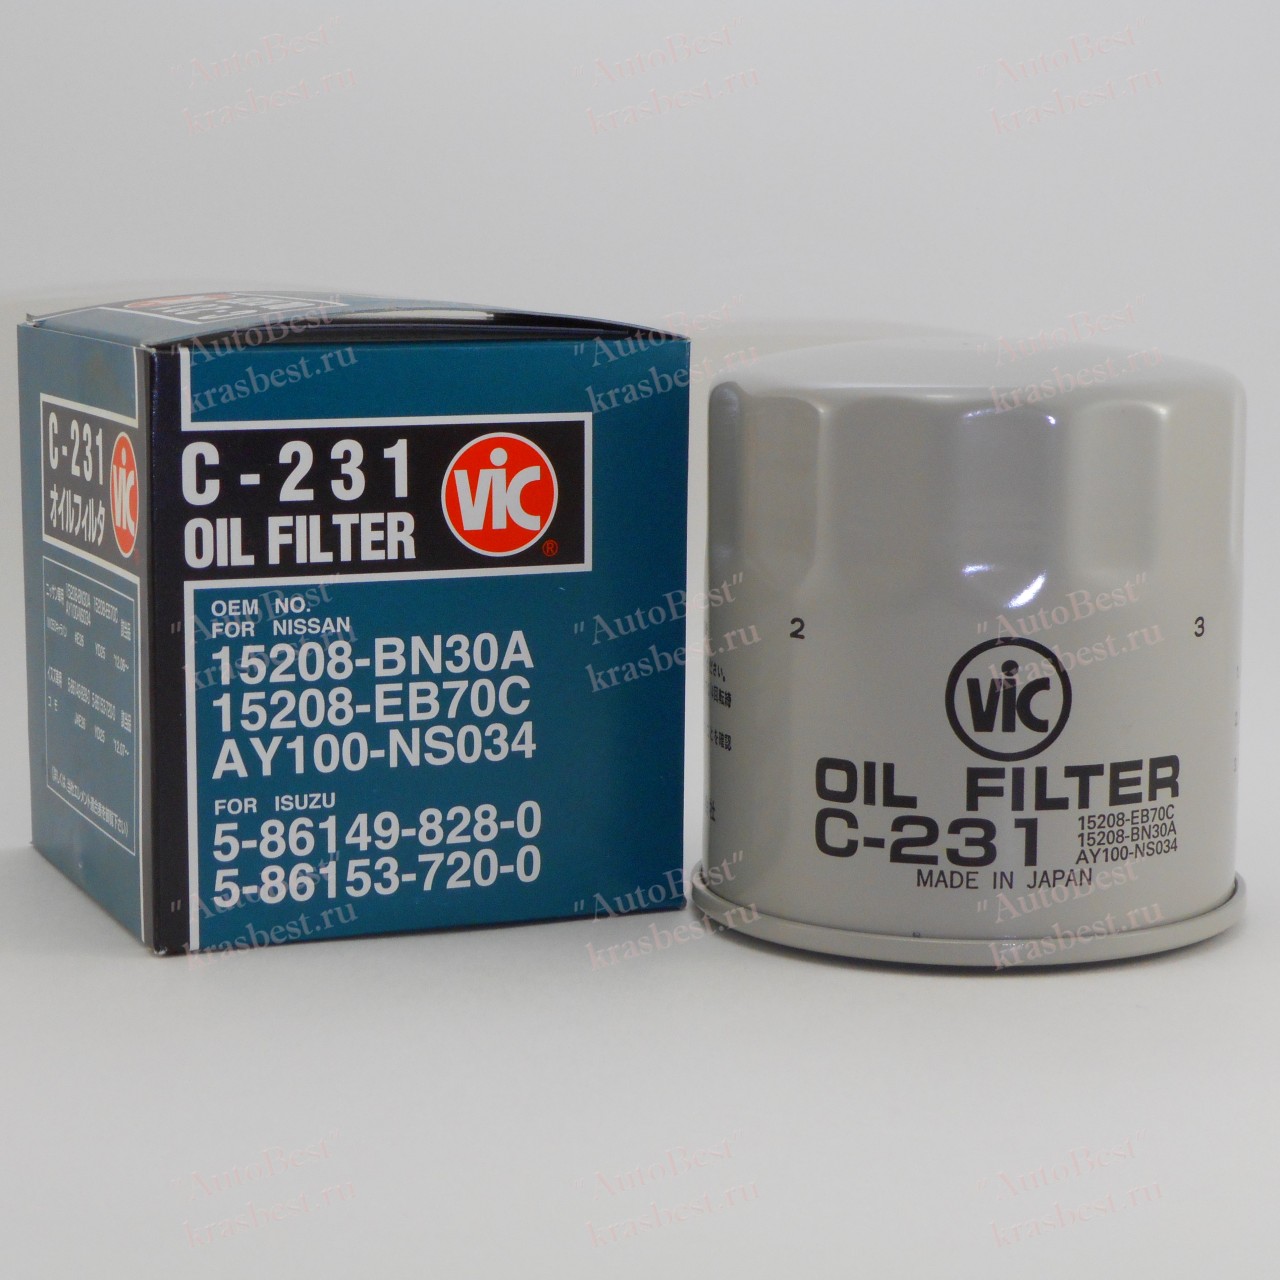 C-231
オイルフィルタ
VIC
C-231
OIL FILTER
VIC
®
OEM NO.
FOR NISSAN
15208-BN30A
15208-EB70C
AY100-NS034
FOR ISUZU
5-86149-828-0
5-86153-720-0
2
3
VIC
OIL FILTER
C-231
15208-EB70C
15208-BN30A
AY100-NS034
MADE IN JAPAN
"AutoBest"
krasbest.ru